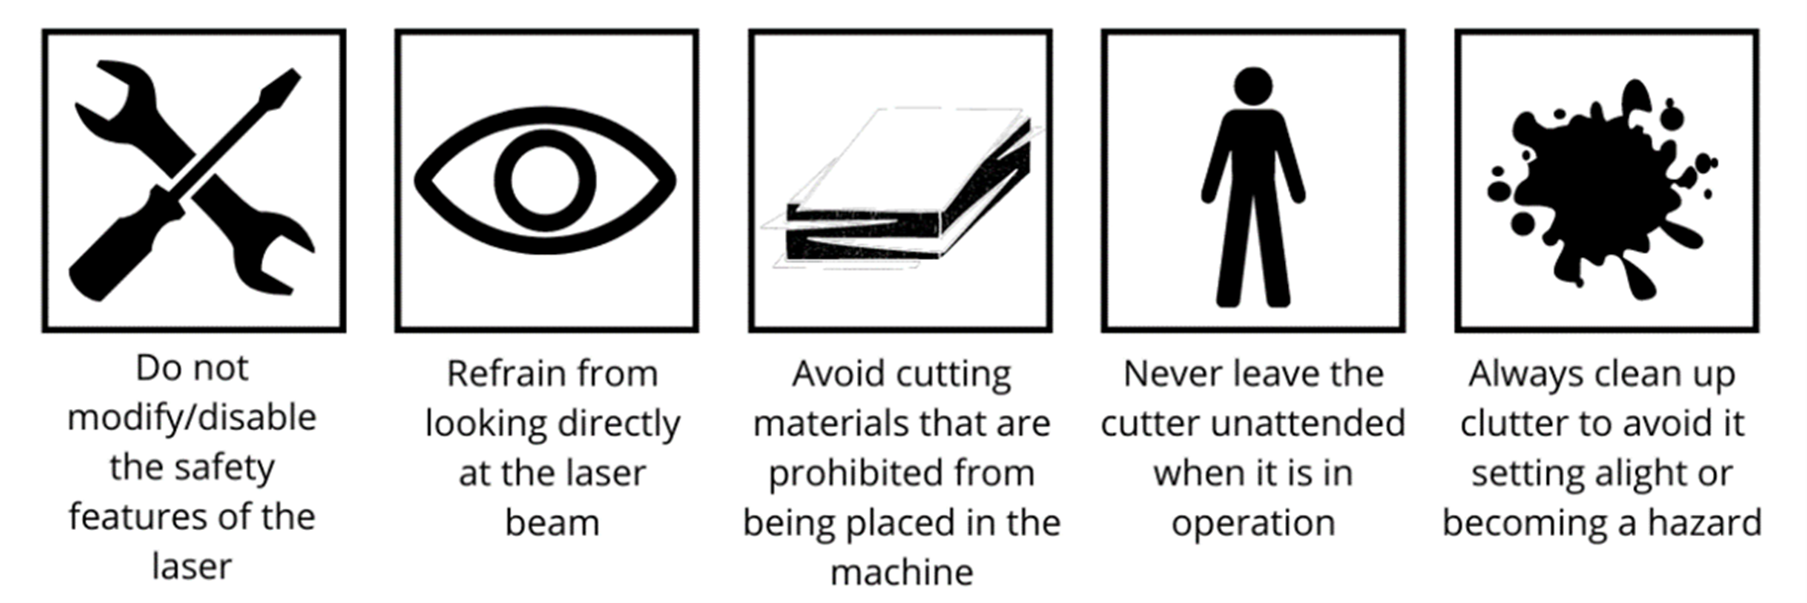 Do not
modify/disable
the safety
features of the
laser
Refrain from
looking directly
at the laser
beam
Avoid cutting
materials that are
prohibited from
being placed in the
machine
Never leave the
cutter unattended
when it is in
operation
Always clean up
clutter to avoid it
setting alight or
becoming a hazard